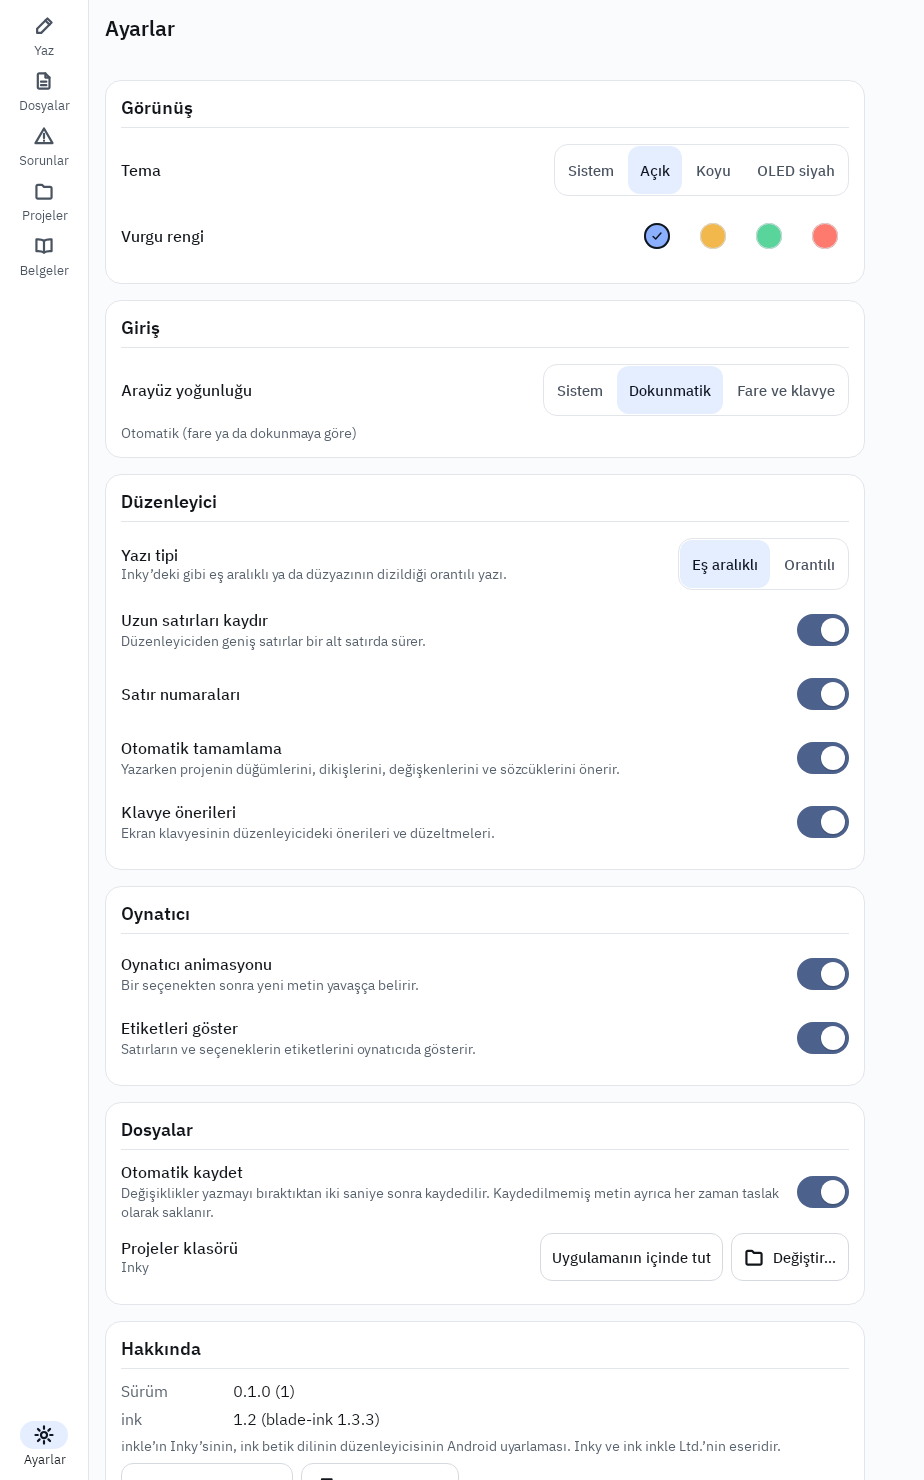 Ayarlar
Yaz
Dosyalar
Sorunlar
Projeler
Belgeler
Ayarlar
Görünüş
Tema
Sistem
Açık
Koyu
OLED siyah
Vurgu rengi
Giriş
Arayüz yoğunluğu
Sistem
Dokunmatik
Fare ve klavye
Otomatik (fare ya da dokunmaya göre)
Düzenleyici
Yazı tipi
Inky’deki gibi eş aralıklı ya da düzyazının dizildiği orantılı yazı.
Eş aralıklı
Orantılı
Uzun satırları kaydır
Düzenleyiciden geniş satırlar bir alt satırda sürer.
Satır numaraları
Otomatik tamamlama
Yazarken projenin düğümlerini, dikişlerini, değişkenlerini ve sözcüklerini önerir.
Klavye önerileri
Ekran klavyesinin düzenleyicideki önerileri ve düzeltmeleri.
Oynatıcı
Oynatıcı animasyonu
Bir seçenekten sonra yeni metin yavaşça belirir.
Etiketleri göster
Satırların ve seçeneklerin etiketlerini oynatıcıda gösterir.
Dosyalar
Otomatik kaydet
Değişiklikler yazmayı bıraktıktan iki saniye sonra kaydedilir. Kaydedilmemiş metin ayrıca her zaman taslak
olarak saklanır.
Projeler klasörü
Inky
Uygulamanın içinde tut
Değiştir…
Hakkında
Sürüm 0.1.0 (1)
ink 1.2 (blade-ink 1.3.3)
inkle’ın Inky’sinin, ink betik dilinin düzenleyicisinin Android uyarlaması. Inky ve ink inkle Ltd.’nin eseridir.